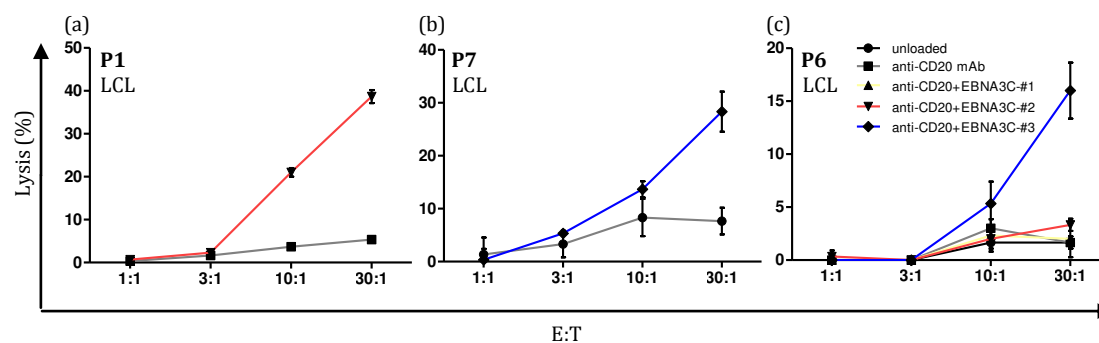 (a)
(b)
(c)
Lysis (%)
50
40
30
20
10
0
P1
LCL
1:1 3:1 10:1 30:1
40
30
20
10
0
P7
LCL
1:1 3:1 10:1 30:1
20
15
10
5
0
P6
LCL
unloaded
anti-CD20 mAb
anti-CD20+EBNA3C-#1
anti-CD20+EBNA3C-#2
anti-CD20+EBNA3C-#3
1:1 3:1 10:1 30:1
E:T